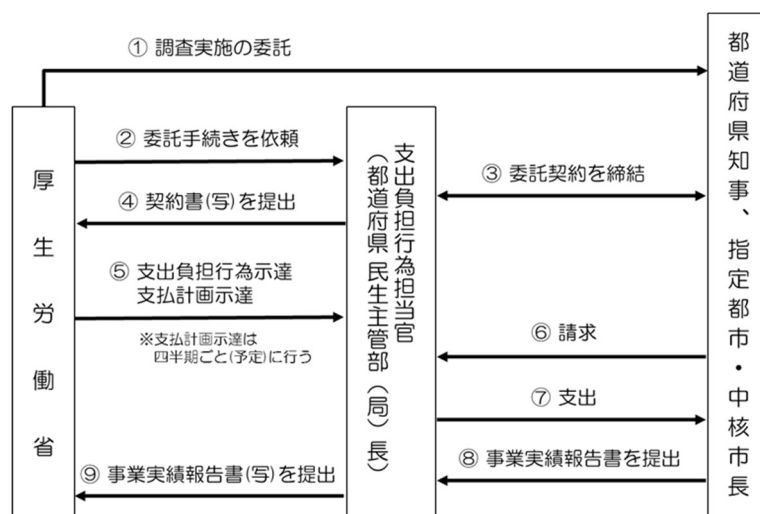 ① 調査実施の委託
② 委託手続きを依頼
③ 委託契約を締結
④ 契約書(写)を提出
⑤ 支出負担行為示達
支払計画示達
※支払計画示達は
四半期ごと(予定)に行う
⑥ 請求
⑦ 支出
⑧ 事業実績報告書を提出
⑨ 事業実績報告書(写)を提出
厚生労働省
支出負担行為担当官
(都道府県民生主管部(局)長)
都道府県知事、指定都市・中核市長